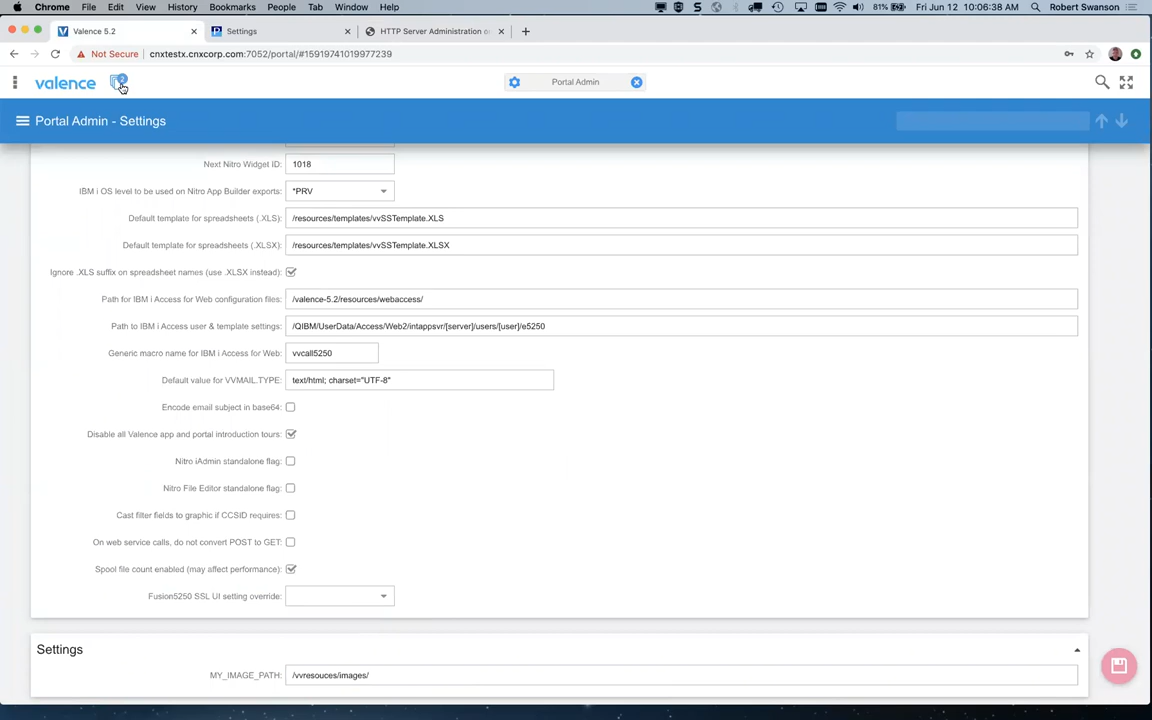 Chrome File Edit View History Bookmarks People Tab Window Help 81% Fri Jun 12 10:06:38 AM Robert Swanson
Valence 5.2 Settings HTTP Server Administration o
Not Secure cnxtestx.cnxcorp.com:7052/portal/#15919741019977239
valence 2 Portal Admin
Portal Admin - Settings
Next Nitro Widget ID: 1018
IBM i OS level to be used on Nitro App Builder exports: *PRV
Default template for spreadsheets (.XLS): /resources/templates/vvSSTemplate.XLS
Default template for spreadsheets (.XLSX): /resources/templates/vvSSTemplate.XLSX
Ignore .XLS suffix on spreadsheet names (use .XLSX instead):
Path for IBM i Access for Web configuration files: /valence-5.2/resources/webaccess/
Path to IBM i Access user & template settings: /QIBM/UserData/Access/Web2/intappsvr/[server]/users/[user]/e5250
Generic macro name for IBM i Access for Web: vvcall5250
Default value for VVMAIL.TYPE: text/html; charset="UTF-8"
Encode email subject in base64:
Disable all Valence app and portal introduction tours:
Nitro iAdmin standalone flag:
Nitro File Editor standalone flag:
Cast filter fields to graphic if CCSID requires:
On web service calls, do not convert POST to GET:
Spool file count enabled (may affect performance):
Fusion5250 SSL UI setting override:
Settings
MY_IMAGE_PATH: /vvresouces/images/